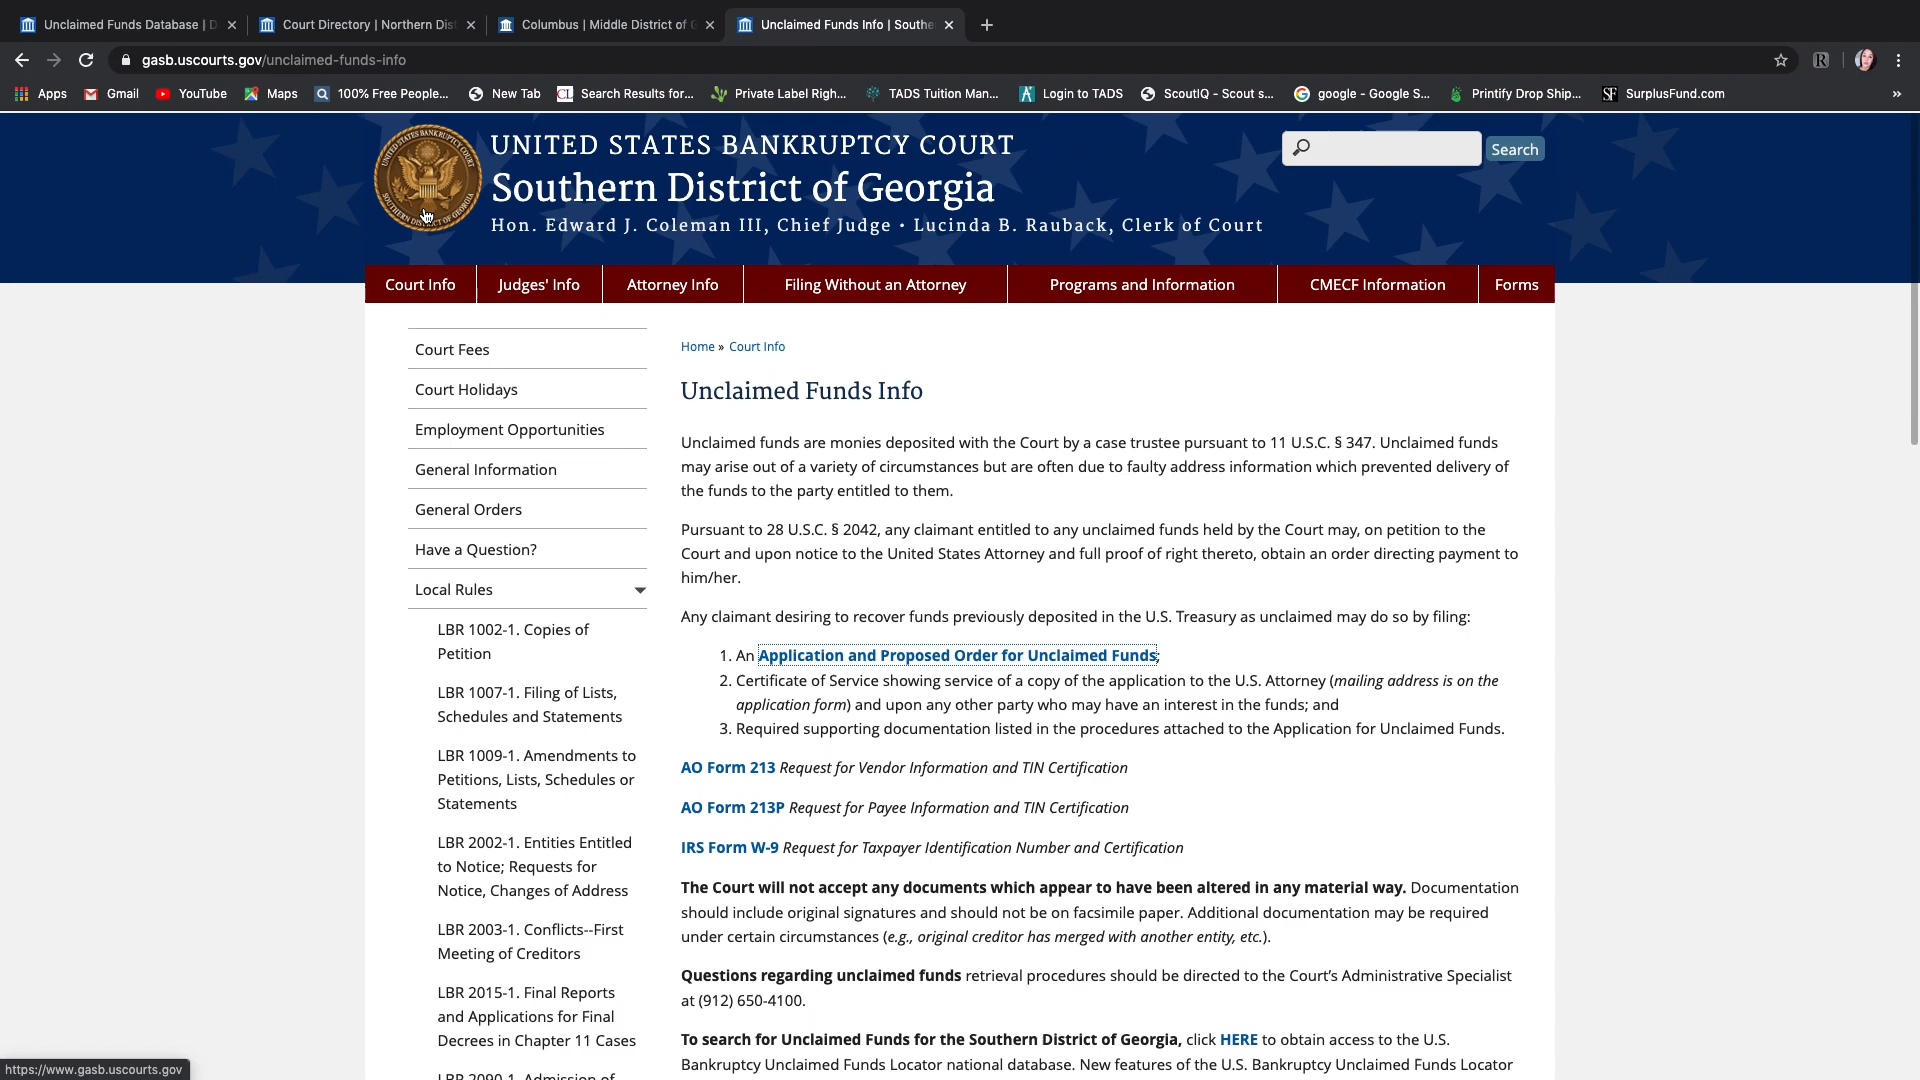 Unclaimed Funds Database | D
Court Directory | Northern Dist
Columbus | Middle District of G
Unclaimed Funds Info | Southe
gasb.uscourts.gov/unclaimed-funds-info
Apps
Gmail
YouTube
Maps
100% Free People...
New Tab
Search Results for...
Private Label Righ...
TADS Tuition Man...
Login to TADS
ScoutIQ - Scout s...
google - Google S...
Printify Drop Ship...
SurplusFund.com
UNITED STATES BANKRUPTCY COURT
Southern District of Georgia
Hon. Edward J. Coleman III, Chief Judge • Lucinda B. Rauback, Clerk of Court
Search
Court Info
Judges' Info
Attorney Info
Filing Without an Attorney
Programs and Information
CMECF Information
Forms
Court Fees
Court Holidays
Employment Opportunities
General Information
General Orders
Have a Question?
Local Rules
LBR 1002-1. Copies of
Petition
LBR 1007-1. Filing of Lists,
Schedules and Statements
LBR 1009-1. Amendments to
Petitions, Lists, Schedules or
Statements
LBR 2002-1. Entities Entitled
to Notice; Requests for
Notice, Changes of Address
LBR 2003-1. Conflicts--First
Meeting of Creditors
LBR 2015-1. Final Reports
and Applications for Final
Decrees in Chapter 11 Cases
LBR 2090-1. Admission of
Home » Court Info
Unclaimed Funds Info
Unclaimed funds are monies deposited with the Court by a case trustee pursuant to 11 U.S.C. § 347. Unclaimed funds
may arise out of a variety of circumstances but are often due to faulty address information which prevented delivery of
the funds to the party entitled to them.
Pursuant to 28 U.S.C. § 2042, any claimant entitled to any unclaimed funds held by the Court may, on petition to the
Court and upon notice to the United States Attorney and full proof of right thereto, obtain an order directing payment to
him/her.
Any claimant desiring to recover funds previously deposited in the U.S. Treasury as unclaimed may do so by filing:
1. An Application and Proposed Order for Unclaimed Funds;
2. Certificate of Service showing service of a copy of the application to the U.S. Attorney (mailing address is on the
application form) and upon any other party who may have an interest in the funds; and
3. Required supporting documentation listed in the procedures attached to the Application for Unclaimed Funds.
AO Form 213 Request for Vendor Information and TIN Certification
AO Form 213P Request for Payee Information and TIN Certification
IRS Form W-9 Request for Taxpayer Identification Number and Certification
The Court will not accept any documents which appear to have been altered in any material way. Documentation
should include original signatures and should not be on facsimile paper. Additional documentation may be required
under certain circumstances (e.g., original creditor has merged with another entity, etc.).
Questions regarding unclaimed funds retrieval procedures should be directed to the Court's Administrative Specialist
at (912) 650-4100.
To search for Unclaimed Funds for the Southern District of Georgia, click HERE to obtain access to the U.S.
Bankruptcy Unclaimed Funds Locator national database. New features of the U.S. Bankruptcy Unclaimed Funds Locator
https://www.gasb.uscourts.gov